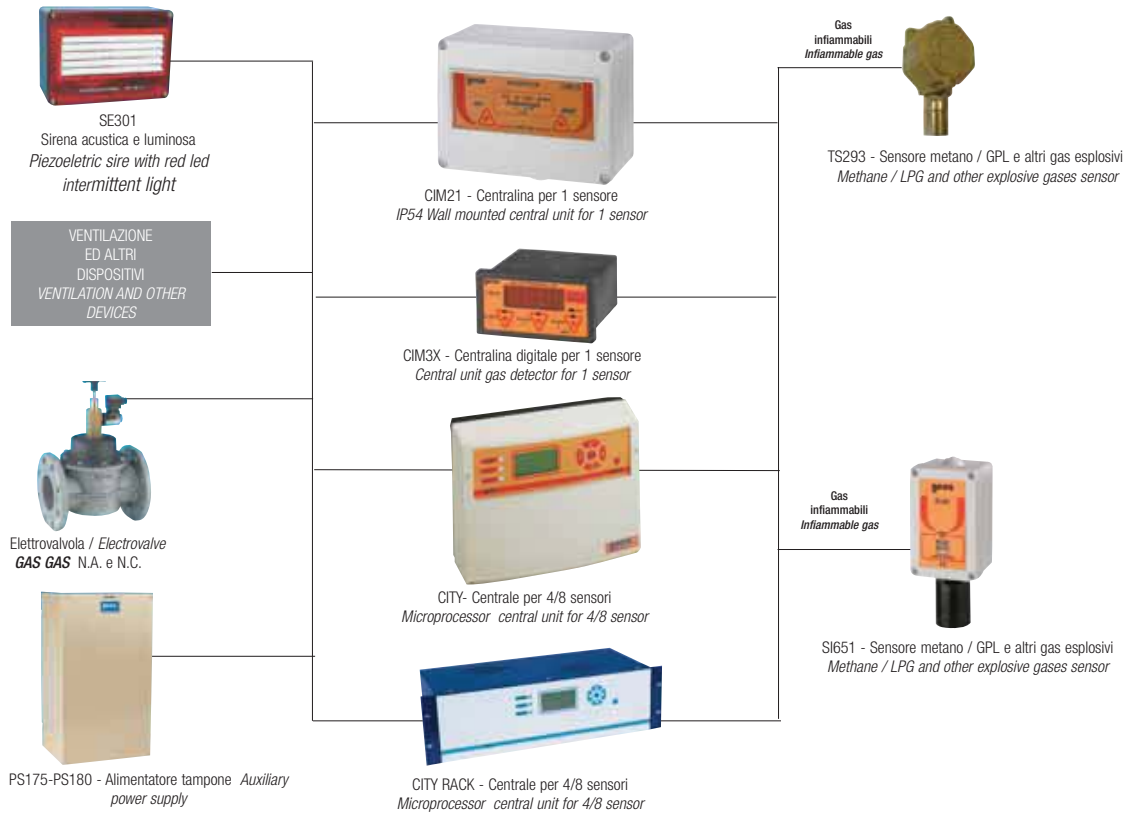 SE301
Sirena acustica e luminosa
Piezoeletric sire with red led
intermittent light
VENTILAZIONE
ED ALTRI
DISPOSITIVI
VENTILATION AND OTHER
DEVICES
Elettrovalvola / Electrovalve
GAS GAS N.A. e N.C.
PS175-PS180 - Alimentatore tampone Auxiliary
power supply
CIM21 - Centralina per 1 sensore
IP54 Wall mounted central unit for 1 sensor
CIM3X - Centralina digitale per 1 sensore
Central unit gas detector for 1 sensor
CITY- Centrale per 4/8 sensori
Microprocessor central unit for 4/8 sensor
CITY RACK - Centrale per 4/8 sensori
Microprocessor central unit for 4/8 sensor
Gas
infiammabili
Infiammable gas
TS293 - Sensore metano / GPL e altri gas esplosivi
Methane / LPG and other explosive gases sensor
Gas
infiammabili
Infiammable gas
SI651 - Sensore metano / GPL e altri gas esplosivi
Methane / LPG and other explosive gases sensor